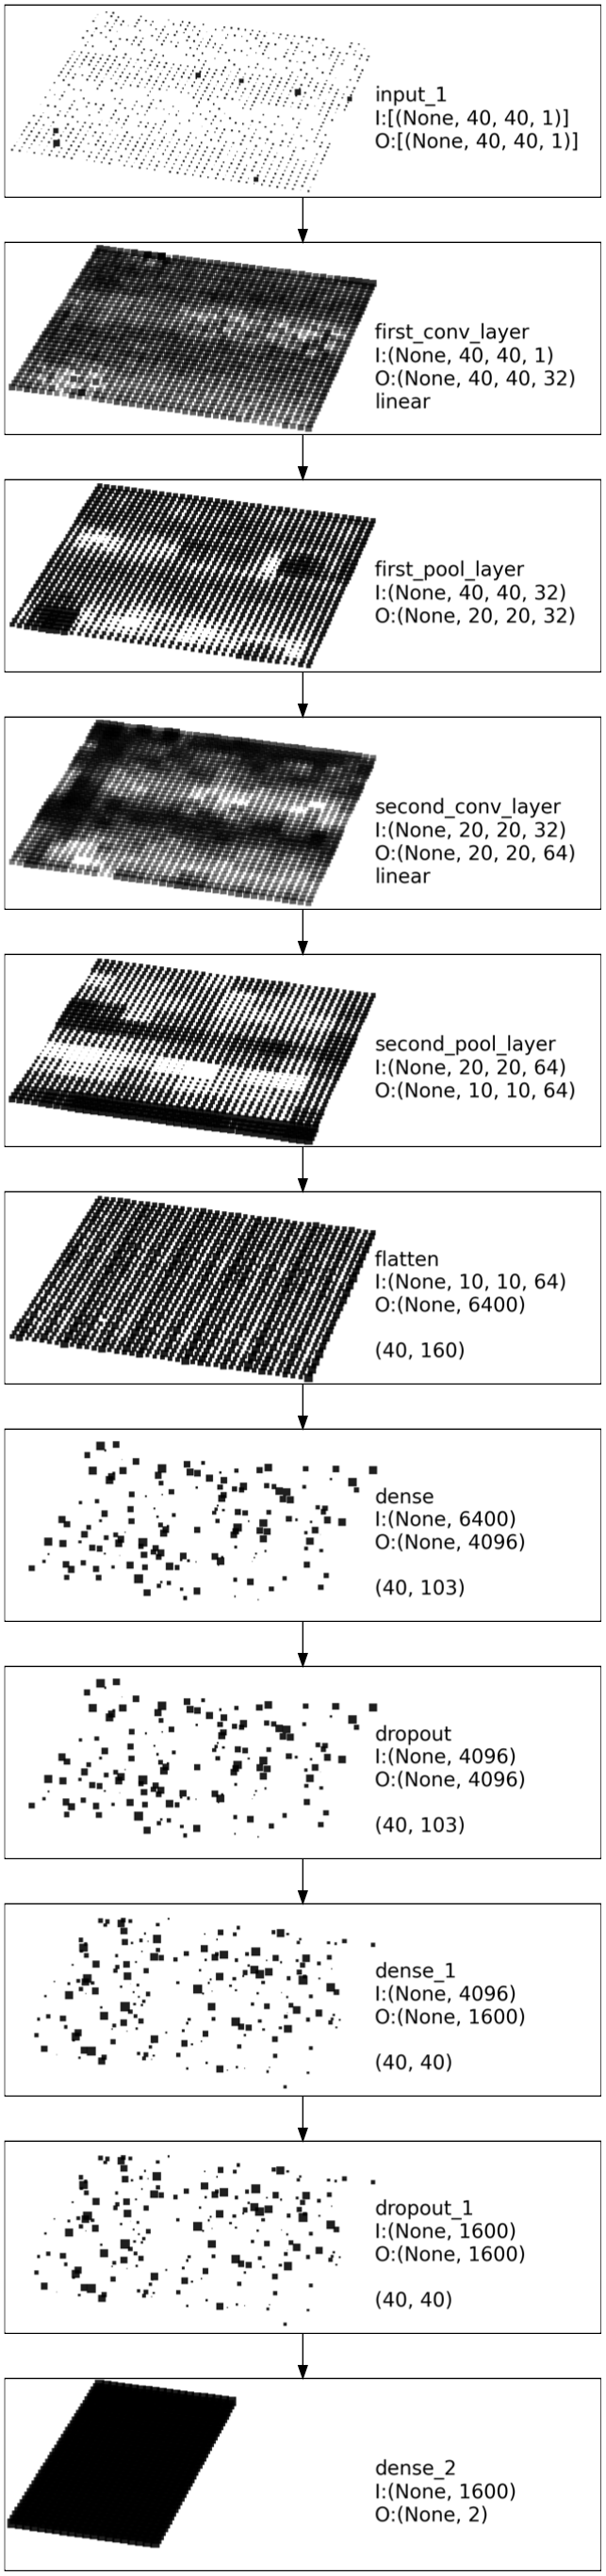 input_1
I:[(None, 40, 40, 1)]
O:[(None, 40, 40, 1)]
first_conv_layer
I:(None, 40, 40, 1)
O:(None, 40, 40, 32)
linear
first_pool_layer
I:(None, 40, 40, 32)
O:(None, 20, 20, 32)
second_conv_layer
I:(None, 20, 20, 32)
O:(None, 20, 20, 64)
linear
second_pool_layer
I:(None, 20, 20, 64)
O:(None, 10, 10, 64)
flatten
I:(None, 10, 10, 64)
O:(None, 6400)
(40, 160)
dense
I:(None, 6400)
O:(None, 4096)
(40, 103)
dropout
I:(None, 4096)
O:(None, 4096)
(40, 103)
dense_1
I:(None, 4096)
O:(None, 1600)
(40, 40)
dropout_1
I:(None, 1600)
O:(None, 1600)
(40, 40)
dense_2
I:(None, 1600)
O:(None, 2)